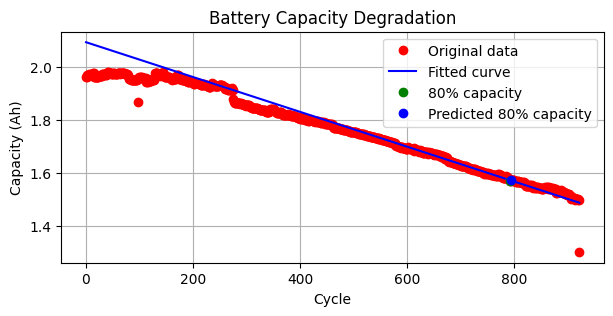 Battery Capacity Degradation
Capacity (Ah)
2.0
1.8
1.6
1.4
Original data
Fitted curve
80% capacity
Predicted 80% capacity
0 200 400 600 800
Cycle